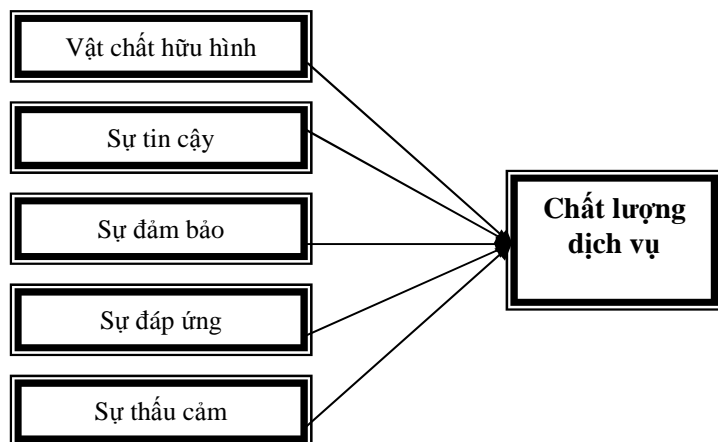 Vật chất hữu hình
Sự tin cậy
Sự đảm bảo
Sự đáp ứng
Sự thấu cảm
Chất lượng
dịch vụ